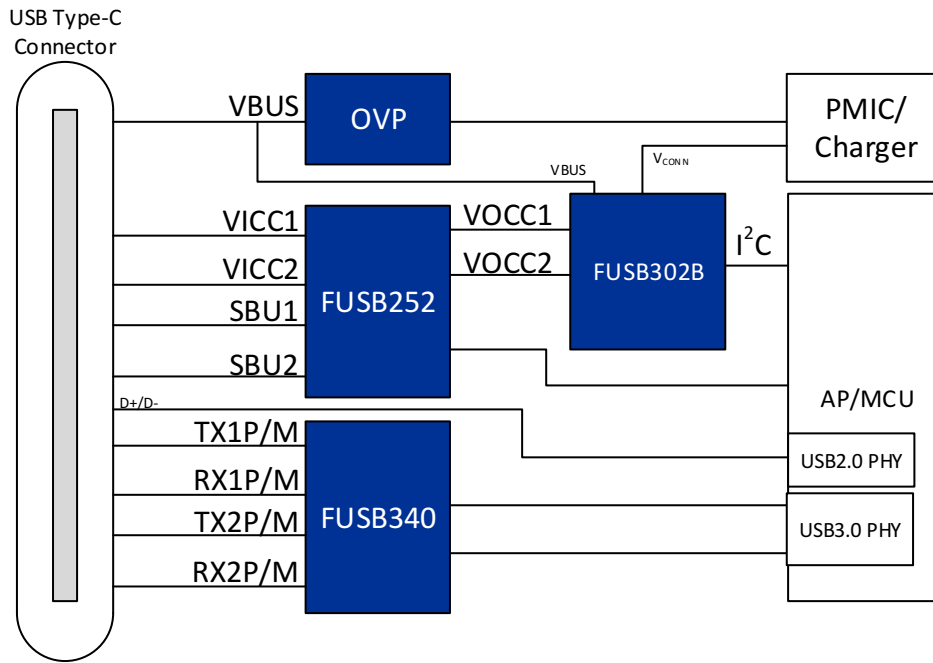 USB Type-C
Connector
VBUS
OVP
PMIC/
Charger
VBUS
VCONN
VICC1
VOCC1
VICC2
VOCC2
FUSB302B
I²C
SBU1
FUSB252
SBU2
AP/MCU
D+/D-
TX1P/M
USB2.0 PHY
RX1P/M
TX2P/M
FUSB340
USB3.0 PHY
RX2P/M